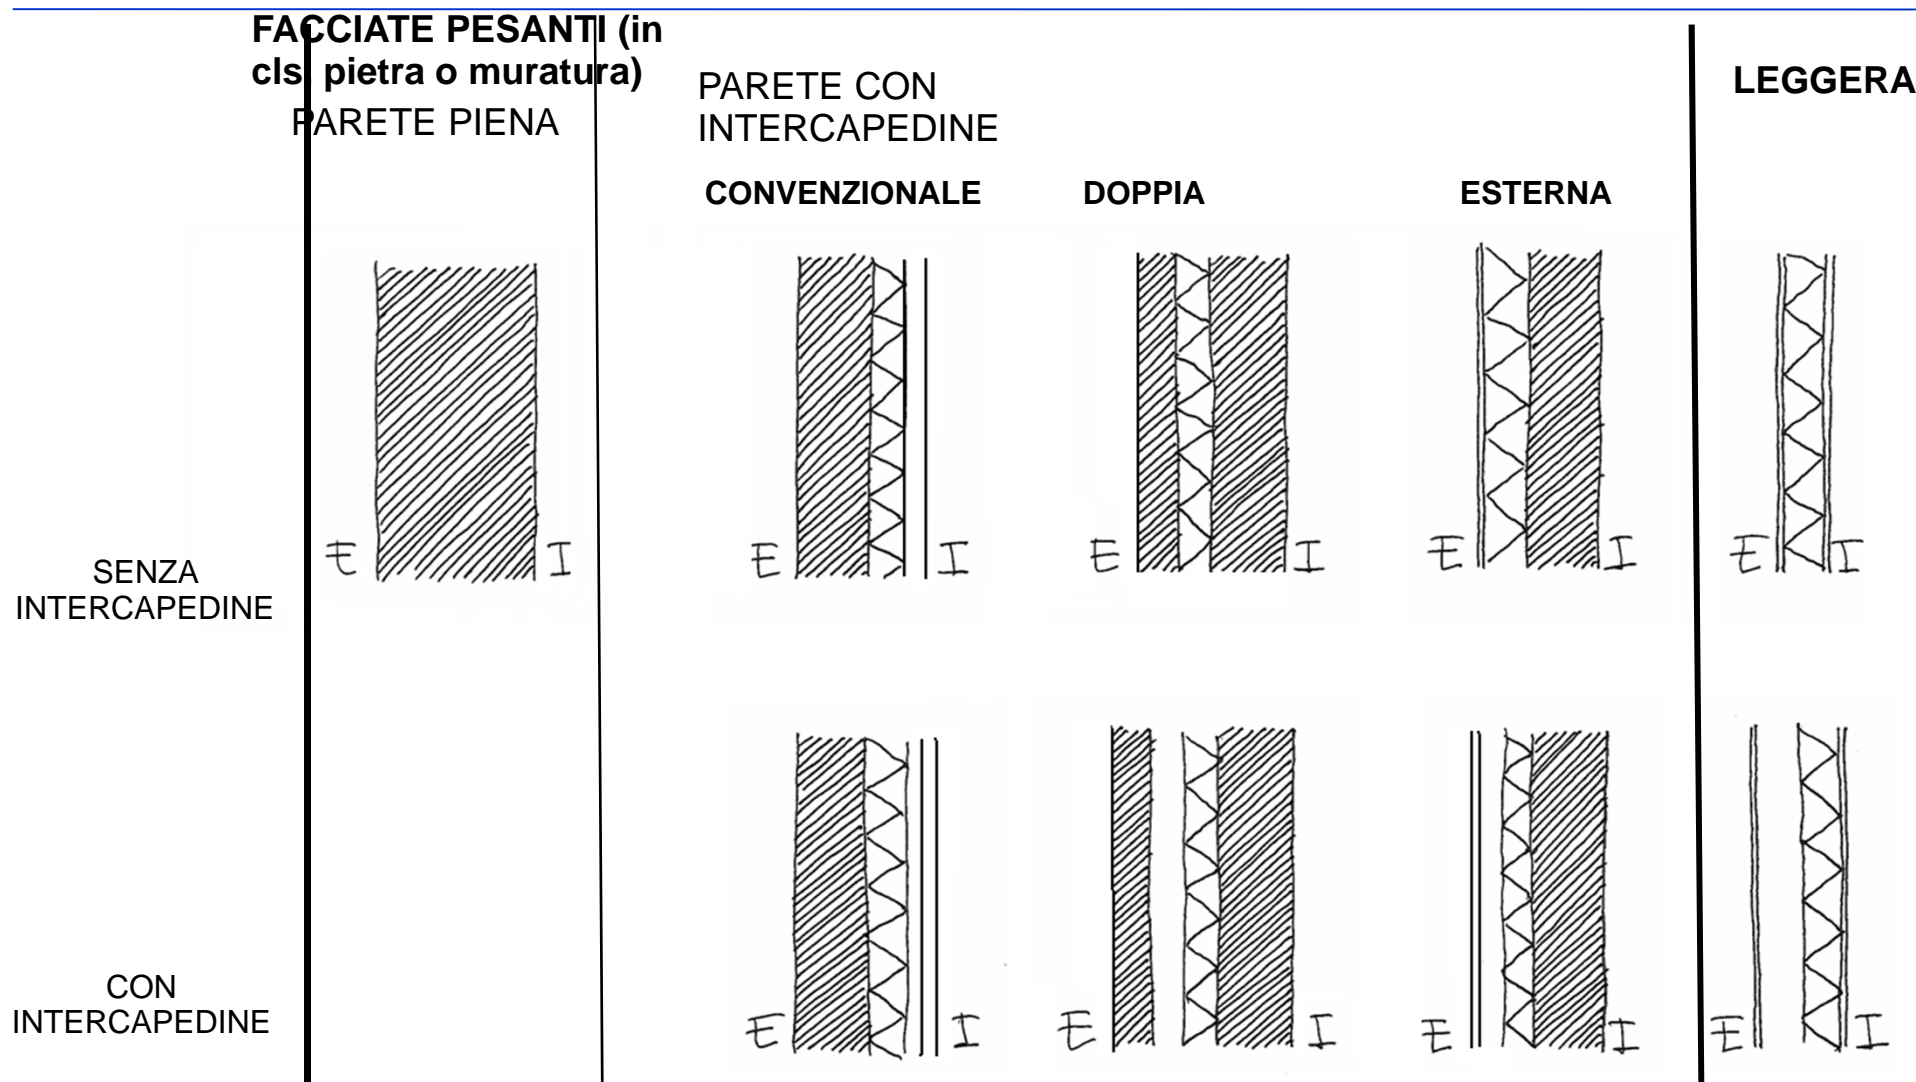 FACCIATE PESANTI (in
cls, pietra o muratura)
PARETE PIENA
PARETE CON
INTERCAPEDINE
LEGGERA
CONVENZIONALE
DOPPIA
ESTERNA
SENZA
INTERCAPEDINE
E I
E I
E I
E I
E I
CON
INTERCAPEDINE
E I
E I
E I
E I